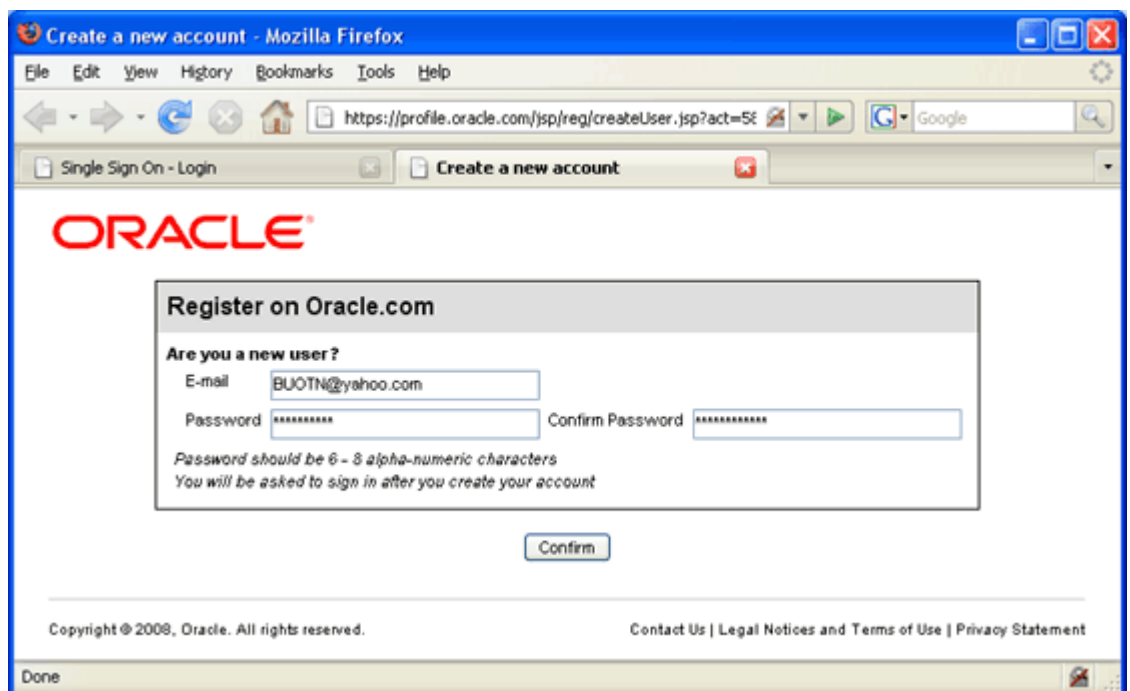 Create a new account - Mozilla Firefox
File Edit View History Bookmarks Tools Help
https://profile.oracle.com/jsp/reg/createUser.jsp?act=58 G Google
Single Sign On - Login Create a new account
ORACLE®
Register on Oracle.com
Are you a new user?
E-mail BUOTN@yahoo.com
Password ********** Confirm Password ************
Password should be 6 - 8 alpha-numeric characters
You will be asked to sign in after you create your account
Confirm
Copyright © 2008, Oracle. All rights reserved. Contact Us | Legal Notices and Terms of Use | Privacy Statement
Done